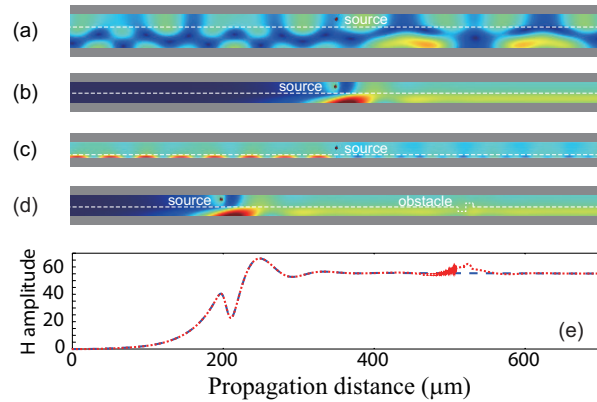 (a)
source
(b)
source
(c)
source
(d)
source
obstacle
H amplitude
60
40
20
0
(e)
0
200
400
600
Propagation distance (μm)